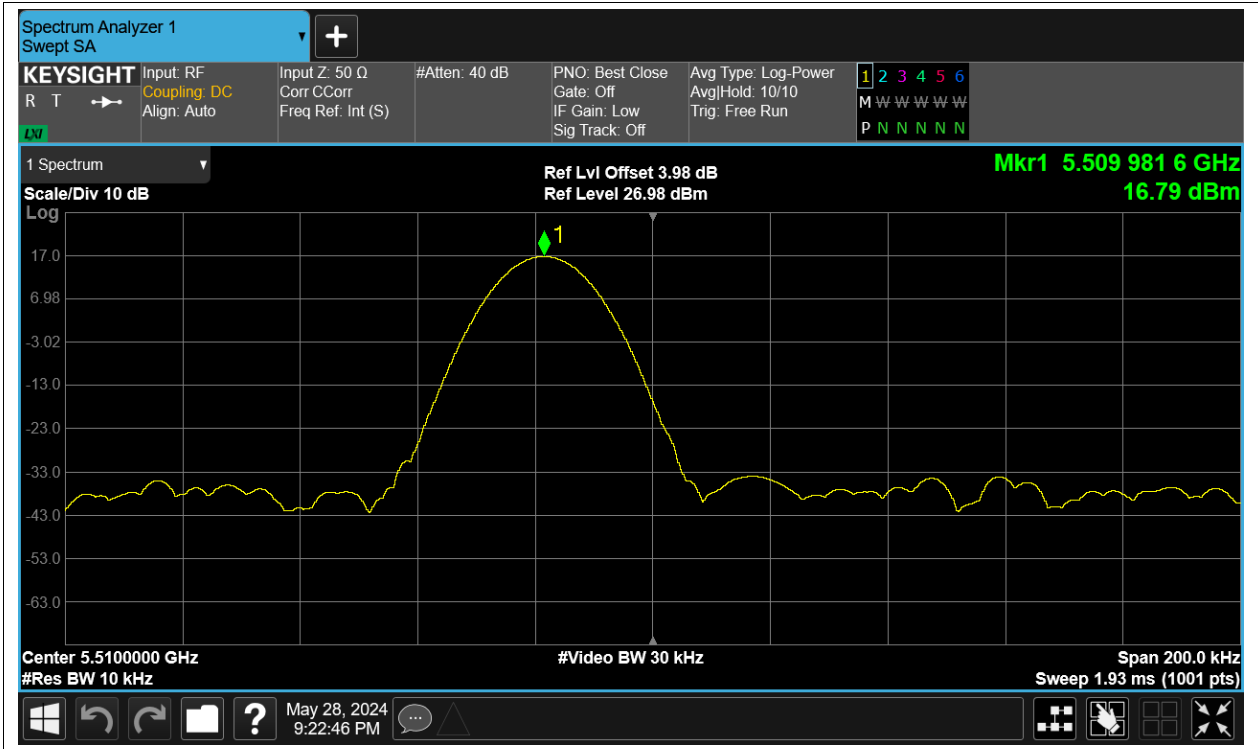 Spectrum Analyzer 1
Swept SA
KEYSIGHT
R T
LXI
Input: RF
Coupling: DC
Align: Auto
Input Z: 50 Ω
Corr CCorr
Freq Ref: Int (S)
#Atten: 40 dB
PNO: Best Close
Gate: Off
IF Gain: Low
Sig Track: Off
Avg Type: Log-Power
Avg|Hold: 10/10
Trig: Free Run
1 2 3 4 5 6
M W W W W W
P N N N N N
1 Spectrum
Scale/Div 10 dB
Log
Ref Lvl Offset 3.98 dB
Ref Level 26.98 dBm
Mkr1 5.509 981 6 GHz
16.79 dBm
1
17.0
6.98
-3.02
-13.0
-23.0
-33.0
-43.0
-53.0
-63.0
Center 5.5100000 GHz
#Res BW 10 kHz
#Video BW 30 kHz
Span 200.0 kHz
Sweep 1.93 ms (1001 pts)
?
May 28, 2024
9:22:46 PM